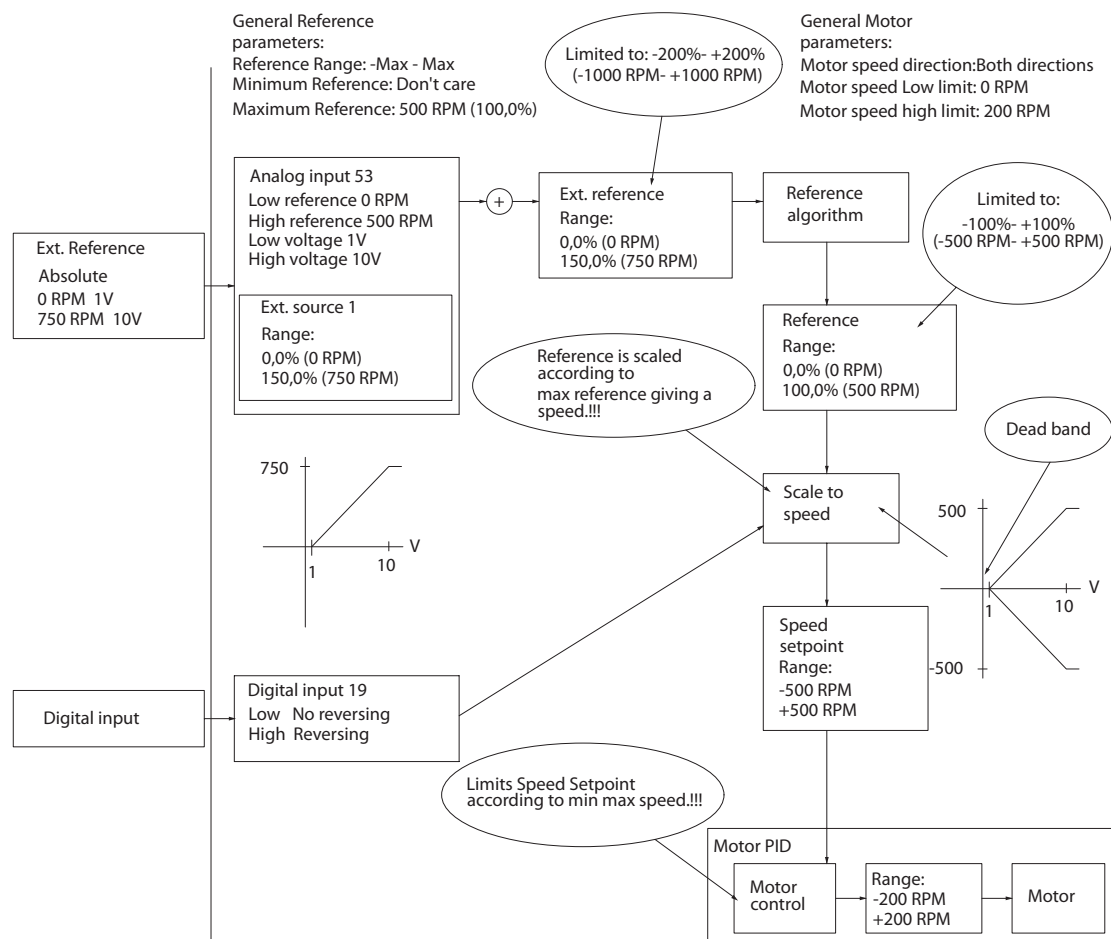 General Reference
parameters:
Reference Range: -Max - Max
Minimum Reference: Don't care
Maximum Reference: 500 RPM (100,0%)
Limited to: -200%- +200%
(-1000 RPM- +1000 RPM)
General Motor
parameters:
Motor speed direction:Both directions
Motor speed Low limit: 0 RPM
Motor speed high limit: 200 RPM
Ext. Reference
Absolute
0 RPM 1V
750 RPM 10V
Analog input 53
Low reference 0 RPM
High reference 500 RPM
Low voltage 1V
High voltage 10V
Ext. source 1
Range:
0,0% (0 RPM)
150,0% (750 RPM)
+
Ext. reference
Range:
0,0% (0 RPM)
150,0% (750 RPM)
Reference
algorithm
Limited to:
-100%- +100%
(-500 RPM- +500 RPM)
Reference
Range:
0,0% (0 RPM)
100,0% (500 RPM)
Reference is scaled
according to
max reference giving a
speed.!!!
Dead band
750
V
1
10
Scale to
speed
500
V
1
10
-500
Speed
setpoint
Range:
-500 RPM
+500 RPM
Digital input
Digital input 19
Low No reversing
High Reversing
Limits Speed Setpoint
according to min max speed.!!!
Motor PID
Motor
control
Range:
-200 RPM
+200 RPM
Motor